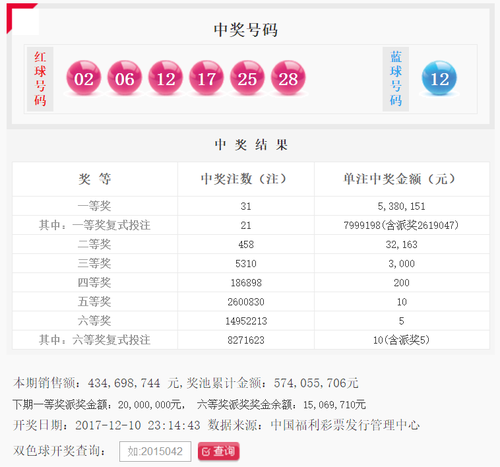 中奖号码
红球号码 02 06 12 17 25 28 蓝球号码 12
中 奖 结 果
奖 等 中奖注数（注） 单注中奖金额（元）
一等奖 31 5,380,151
其中：一等奖复式投注 21 7999198(含派奖2619047)
二等奖 458 32,163
三等奖 5310 3,000
四等奖 186898 200
五等奖 2600830 10
六等奖 14952213 5
其中：六等奖复式投注 8271623 10(含派奖5)
本期销售额：434,698,744 元,奖池累计金额：574,055,706元
下期一等奖派奖金额：20,000,000元， 六等奖派奖奖金余额：15,069,710元
开奖日期：2017-12-10 23:14:43 数据来源：中国福利彩票发行管理中心
双色球开奖查询： 如:2015042 查询